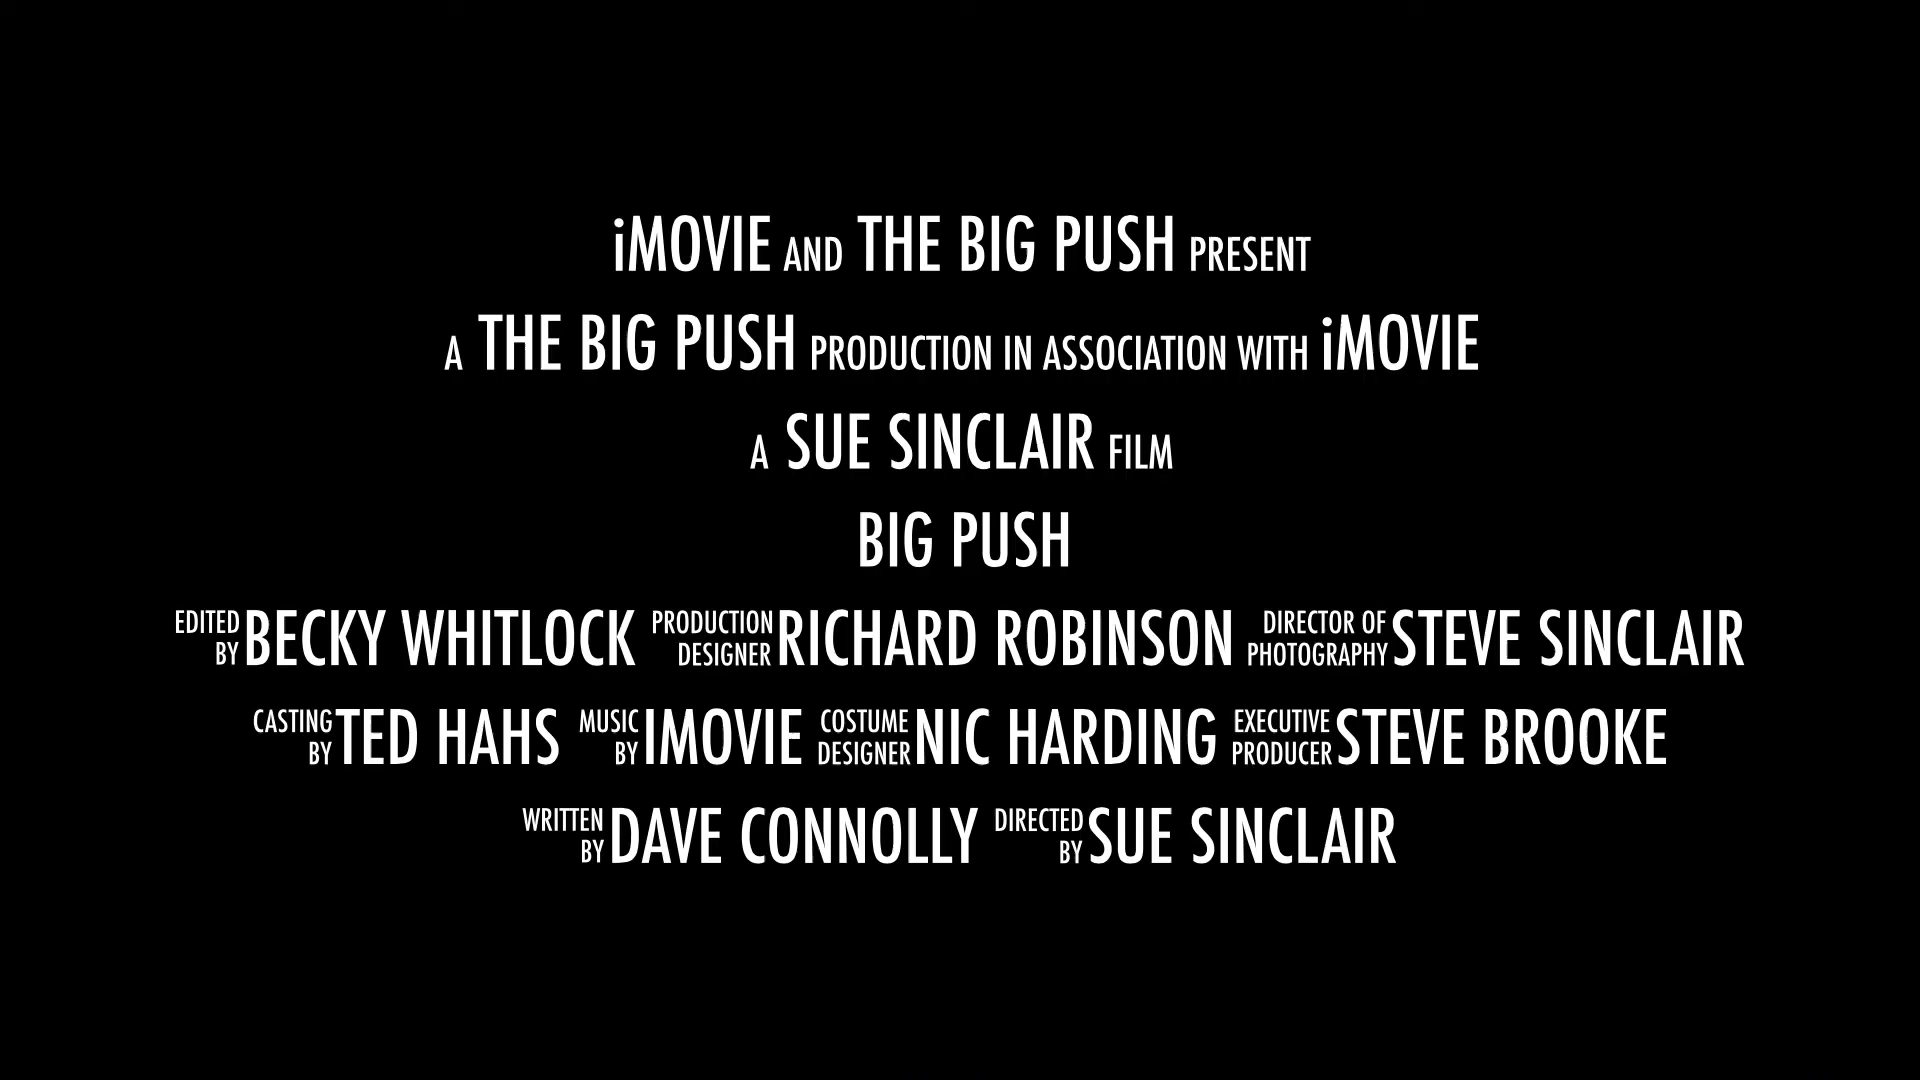 iMOVIE AND THE BIG PUSH PRESENT
A THE BIG PUSH PRODUCTION IN ASSOCIATION WITH iMOVIE
A SUE SINCLAIR FILM
BIG PUSH
EDITED BY BECKY WHITLOCK PRODUCTION DESIGNER RICHARD ROBINSON DIRECTOR OF PHOTOGRAPHY STEVE SINCLAIR
CASTING BY TED HAHS MUSIC BY IMOVIE COSTUME DESIGNER NIC HARDING EXECUTIVE PRODUCER STEVE BROOKE
WRITTEN BY DAVE CONNOLLY DIRECTED BY SUE SINCLAIR